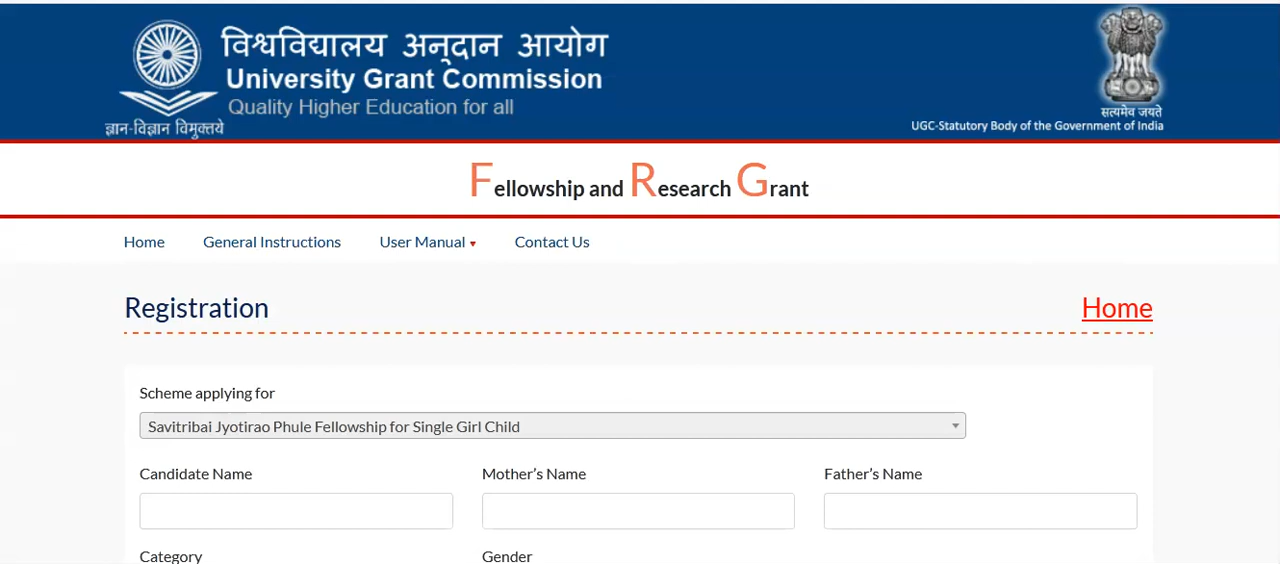 विश्वविद्यालय अनुदान आयोग
University Grant Commission
Quality Higher Education for all
ज्ञान-विज्ञान विमुक्तये
सत्यमेव जयते
UGC-Statutory Body of the Government of India
Fellowship and Research Grant
Home General Instructions User Manual Contact Us
Registration Home
Scheme applying for
Savitribai Jyotirao Phule Fellowship for Single Girl Child
Candidate Name Mother’s Name Father’s Name
Category Gender